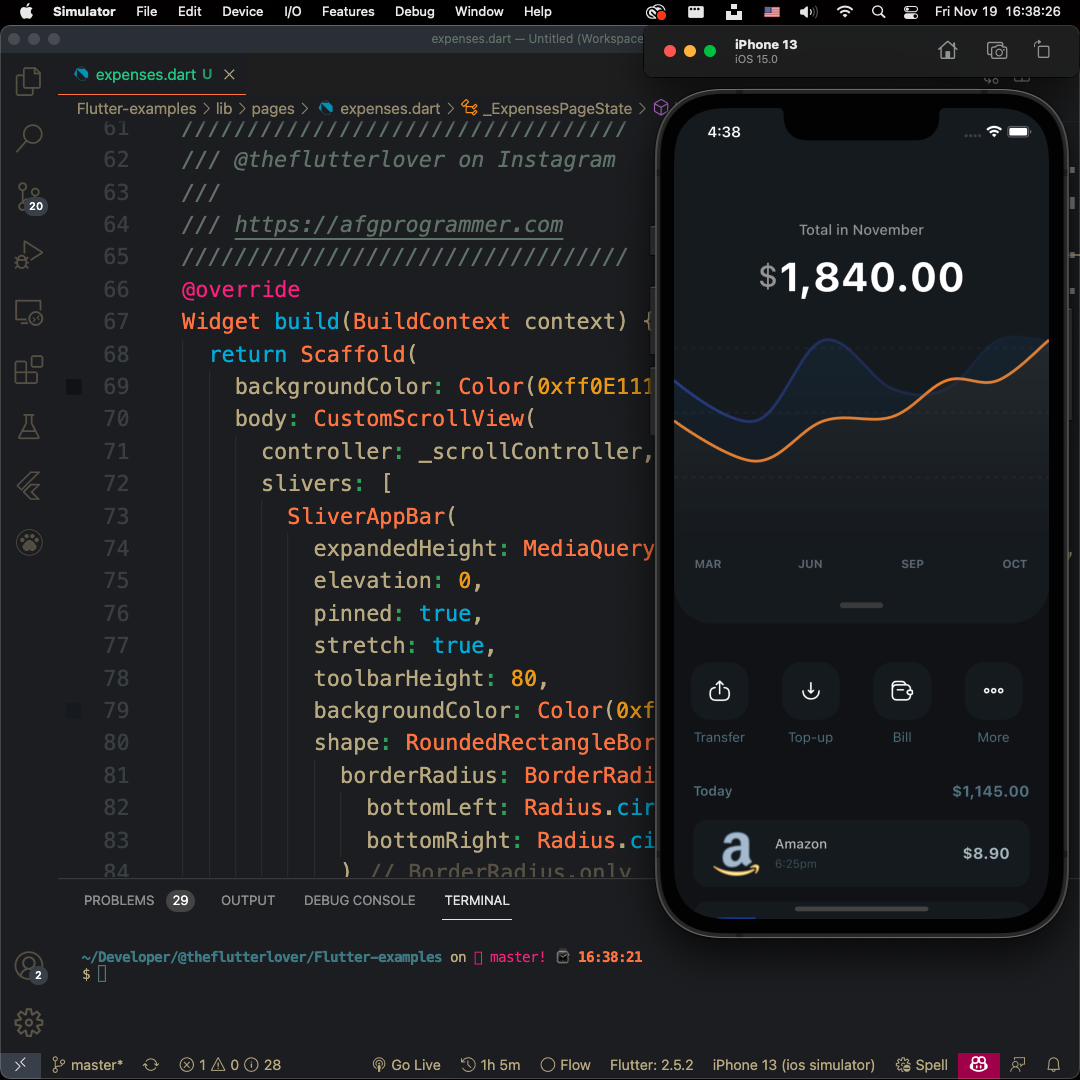 Simulator File Edit Device I/O Features Debug Window Help Fri Nov 19 16:38:26
expenses.dart — Untitled (Workspace
iPhone 13
iOS 15.0
expenses.dart U
Flutter-examples > lib > pages > expenses.dart > _ExpensesPageState >
61 //////////////////////////////////
62 /// @theflutterlover on Instagram
63 ///
64 /// https://afgprogrammer.com
65 //////////////////////////////////
66 @override
67 Widget build(BuildContext context) {
68 return Scaffold(
69 backgroundColor: Color(0xff0E111
70 body: CustomScrollView(
71 controller: _scrollController,
72 slivers: [
73 SliverAppBar(
74 expandedHeight: MediaQuery
75 elevation: 0,
76 pinned: true,
77 stretch: true,
78 toolbarHeight: 80,
79 backgroundColor: Color(0xf
80 shape: RoundedRectangleBor
81 borderRadius: BorderRadi
82 bottomLeft: Radius.cir
83 bottomRight: Radius.ci
84 ) // BorderRadius.only
20
PROBLEMS 29 OUTPUT DEBUG CONSOLE TERMINAL
~/Developer/@theflutterlover/Flutter-examples on master! 16:38:21
$
2
master* 1 0 28 Go Live 1h 5m Flow Flutter: 2.5.2 iPhone 13 (ios simulator) Spell
4:38
Total in November
$1,840.00
MAR JUN SEP OCT
Transfer Top-up Bill More
Today $1,145.00
a
Amazon $8.90
6:25pm